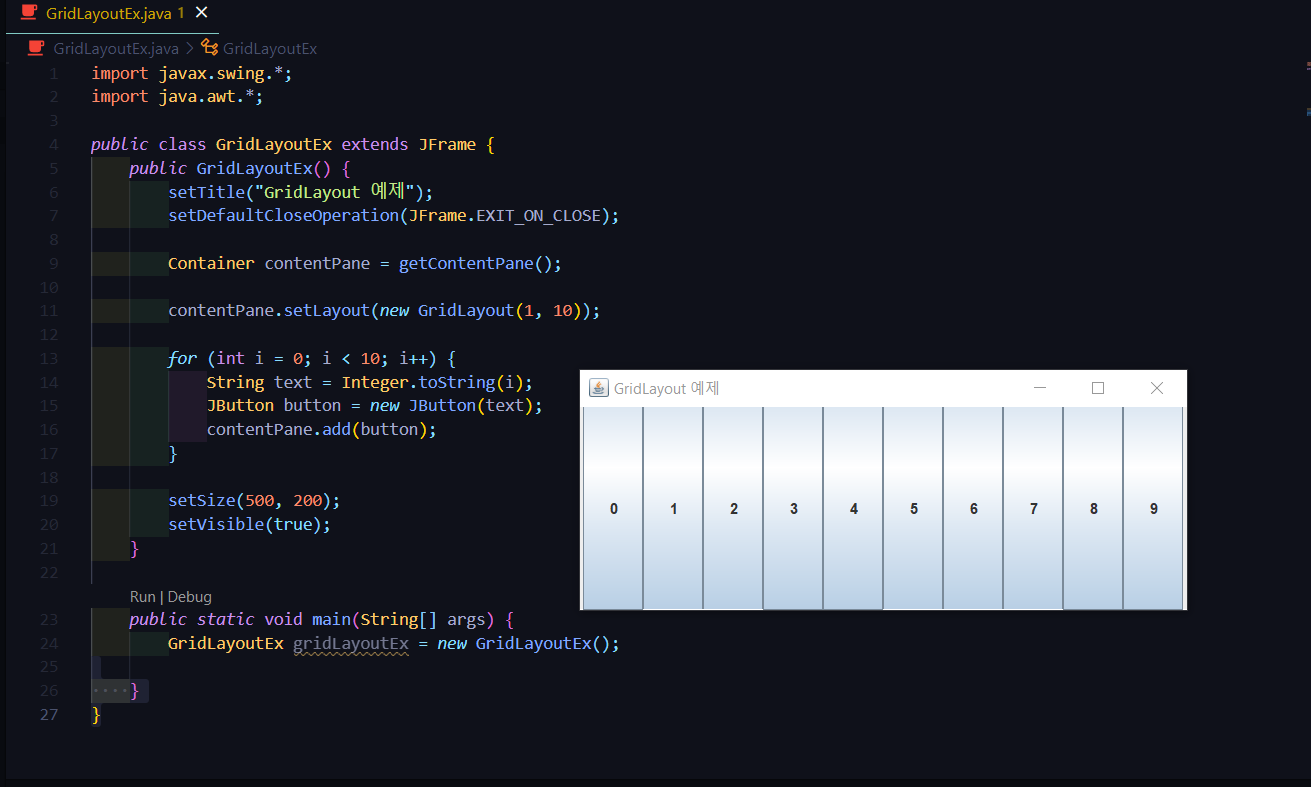 GridLayoutEx.java 1
GridLayoutEx.java > GridLayoutEx
1 import javax.swing.*;
2 import java.awt.*;
3
4 public class GridLayoutEx extends JFrame {
5 public GridLayoutEx() {
6 setTitle("GridLayout 예제");
7 setDefaultCloseOperation(JFrame.EXIT_ON_CLOSE);
8
9 Container contentPane = getContentPane();
10
11 contentPane.setLayout(new GridLayout(1, 10));
12
13 for (int i = 0; i < 10; i++) {
14 String text = Integer.toString(i);
15 JButton button = new JButton(text);
16 contentPane.add(button);
17 }
18
19 setSize(500, 200);
20 setVisible(true);
21 }
22
Run | Debug
23 public static void main(String[] args) {
24 GridLayoutEx gridLayoutEx = new GridLayoutEx();
25
26 ····}
27 }
GridLayout 예제
0 1 2 3 4 5 6 7 8 9